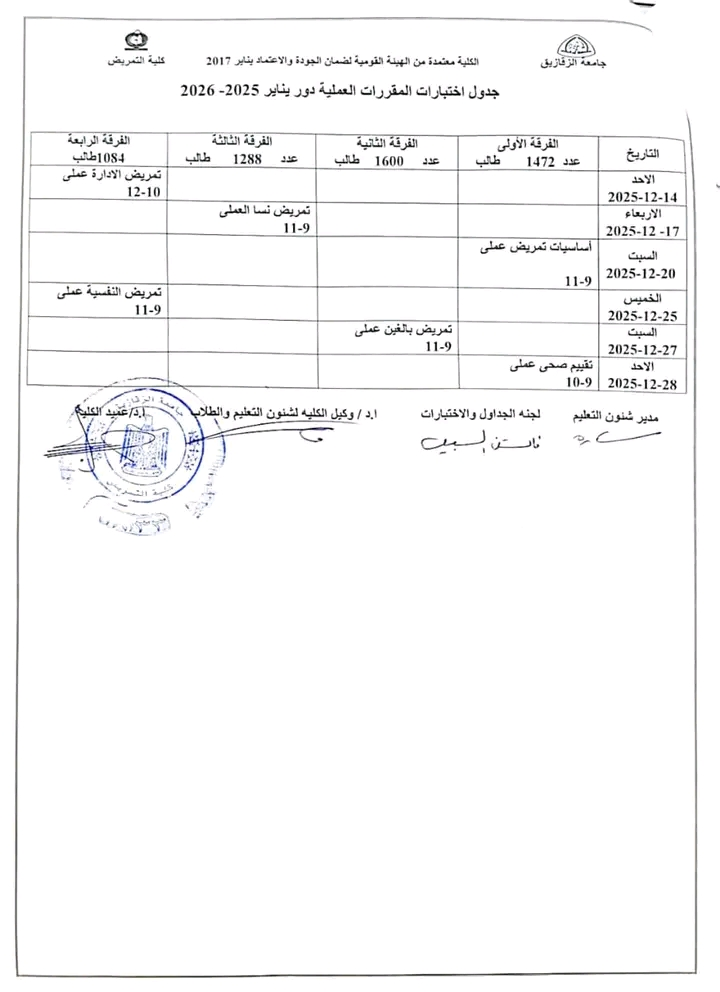 جامعة الزقازيق
الكلية معتمدة من الهيئة القومية لضمان الجودة والاعتماد يناير 2017
كلية التمريض
جدول اختبارات المقررات العملية دور يناير 2025- 2026
التاريخ
الفرقة الأولى
عدد 1472 طالب
الفرقة الثانية
عدد 1600 طالب
الفرقة الثالثة
عدد 1288 طالب
الفرقة الرابعة
1084طالب
الاحد
2025-12-14
تمريض الادارة عملى
12-10
الاربعاء
2025-12 -17
تمريض نسا العملى
11-9
السبت
2025-12-20
أساسيات تمريض عملى
11-9
الخميس
2025-12-25
تمريض النفسية عملى
11-9
السبت
2025-12-27
تمريض بالغين عملى
11-9
الاحد
2025-12-28
تقييم صحى عملى
10-9
مدير شئون التعليم
لجنه الجداول والاختبارات
ا.د / وكيل الكليه لشئون التعليم والطلاب
ا.د/عميد الكلية
جامعة الزقازيق
كلية التمريض